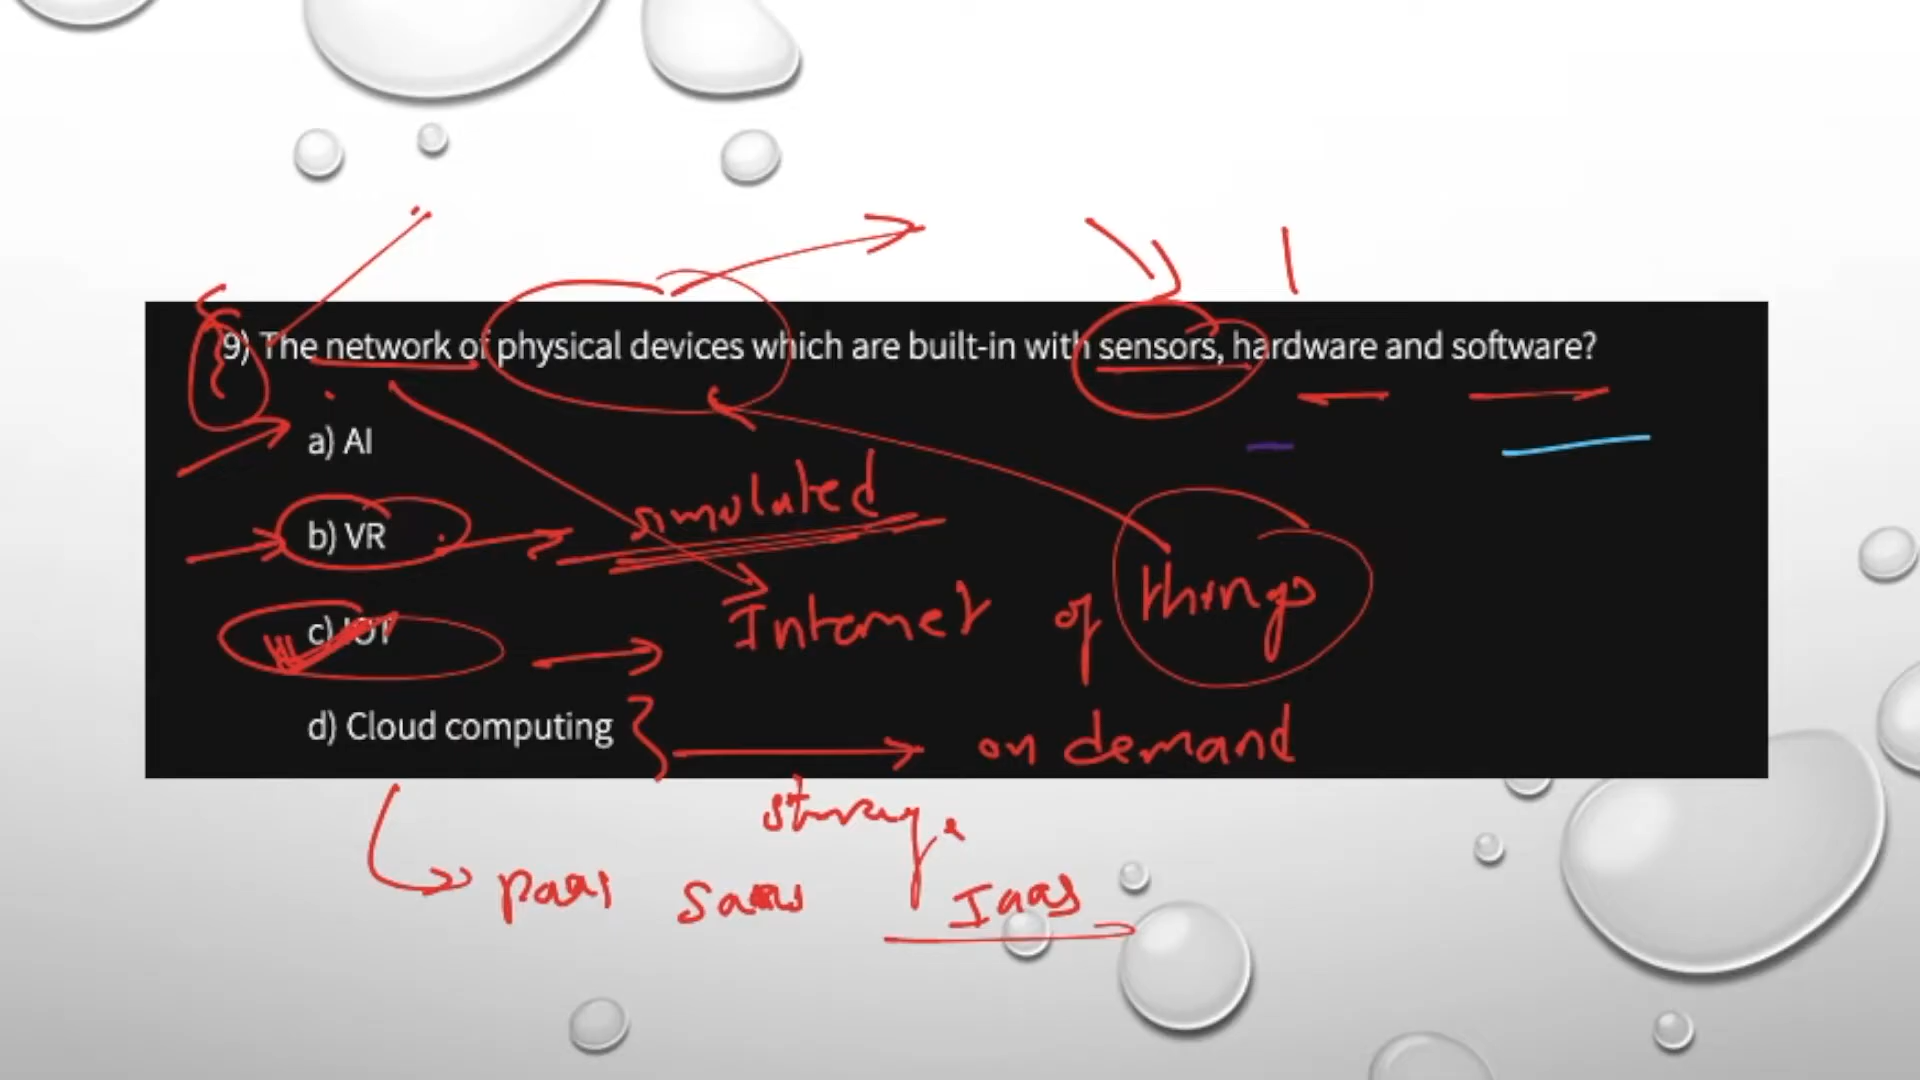 9) The network of physical devices which are built-in with sensors, hardware and software?
a) AI
b) VR
simulated
c) IOT
Internet of things
d) Cloud computing
on demand
storage
paas saas Iaas